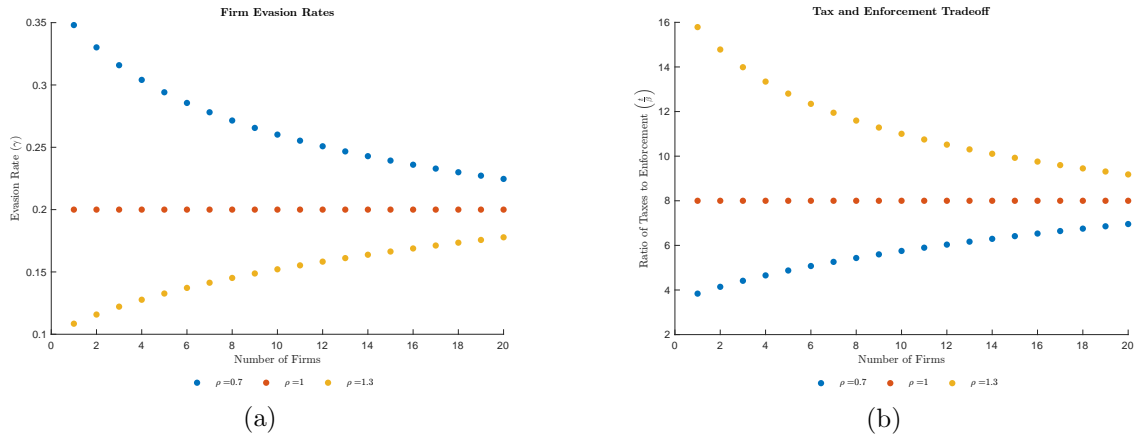 Firm Evasion Rates
0.35
0.3
0.25
0.2
0.15
0.1
Evasion Rate (γ)
0 2 4 6 8 10 12 14 16 18 20
Number of Firms
ρ =0.7 ρ =1 ρ =1.3
(a)
Tax and Enforcement Tradeoff
16
14
12
10
8
6
4
2
Ratio of Taxes to Enforcement (t/β)
0 2 4 6 8 10 12 14 16 18 20
Number of Firms
ρ =0.7 ρ =1 ρ =1.3
(b)